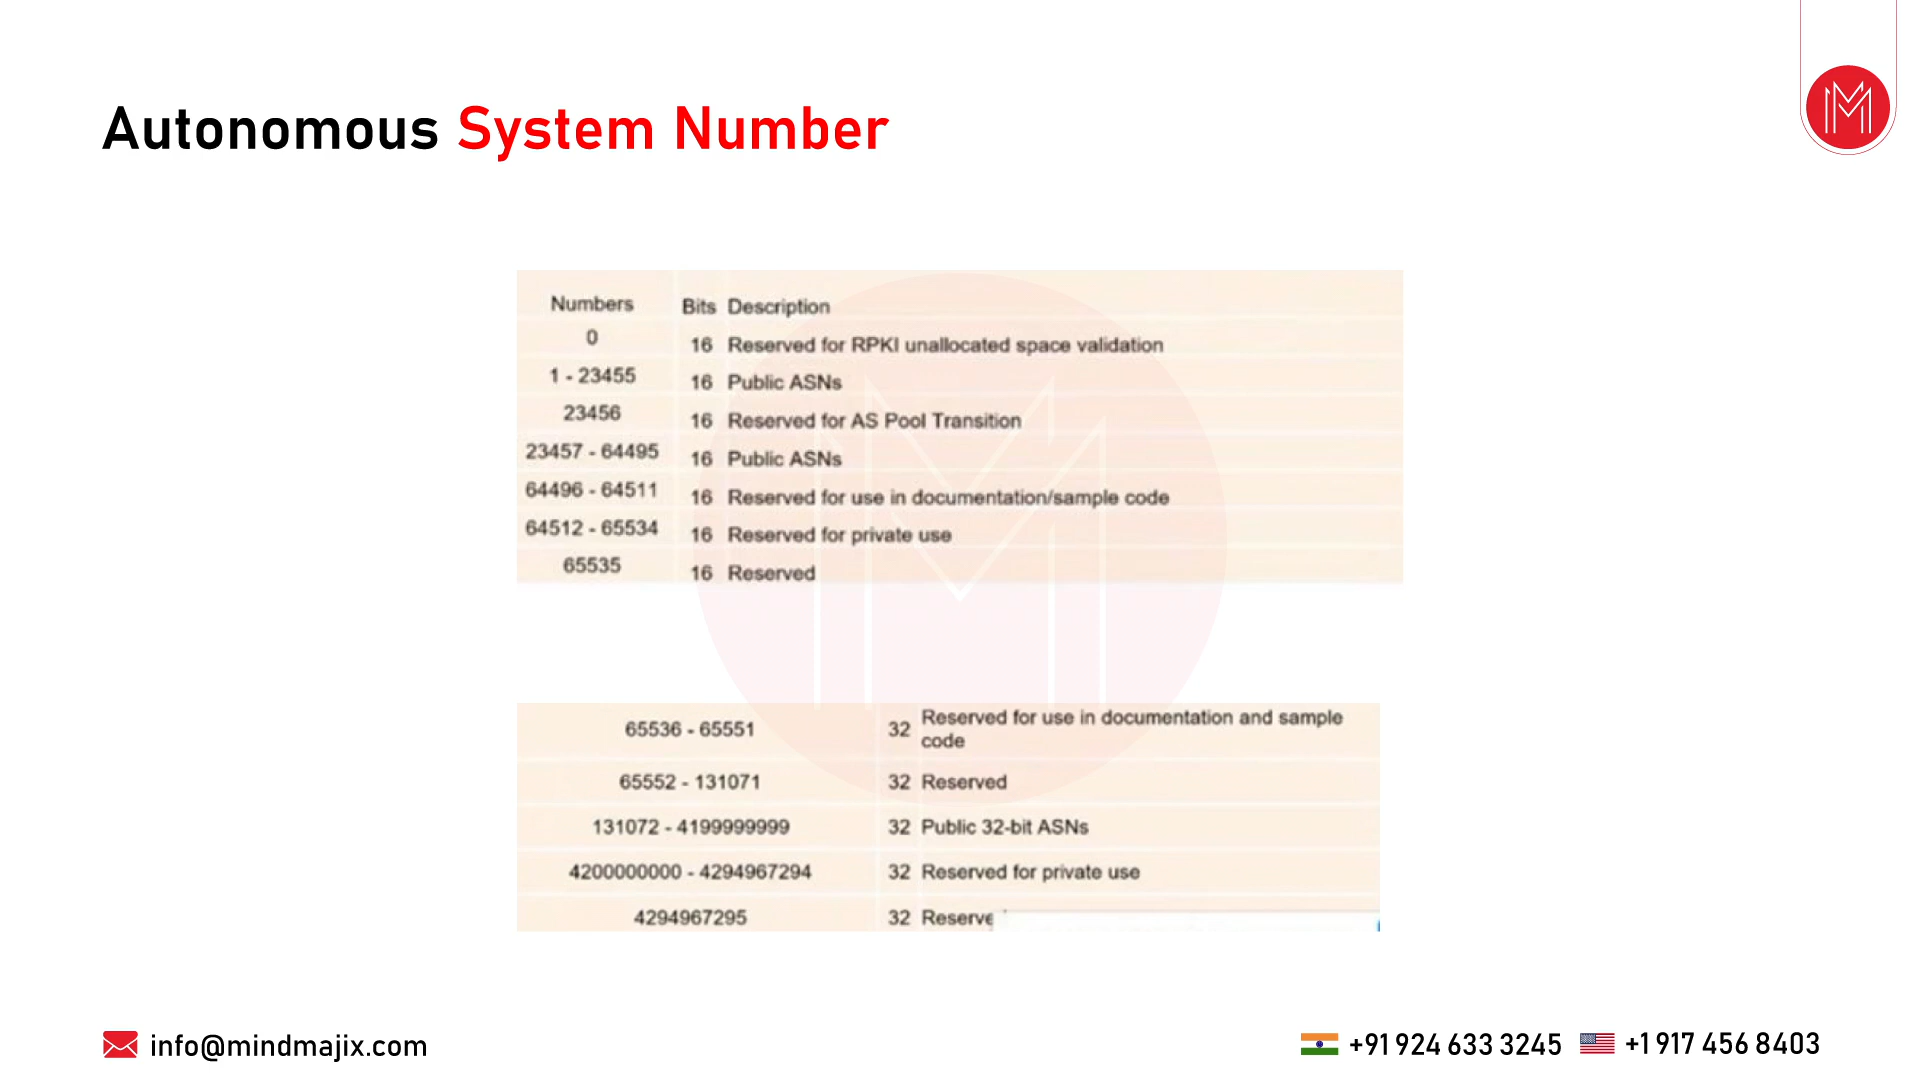 Autonomous System Number
Numbers Bits Description
0 16 Reserved for RPKI unallocated space validation
1 - 23455 16 Public ASNs
23456 16 Reserved for AS Pool Transition
23457 - 64495 16 Public ASNs
64496 - 64511 16 Reserved for use in documentation/sample code
64512 - 65534 16 Reserved for private use
65535 16 Reserved
65536 - 65551 32 Reserved for use in documentation and sample
code
65552 - 131071 32 Reserved
131072 - 4199999999 32 Public 32-bit ASNs
4200000000 - 4294967294 32 Reserved for private use
4294967295 32 Reserve
info@mindmajix.com +91 924 633 3245 +1 917 456 8403